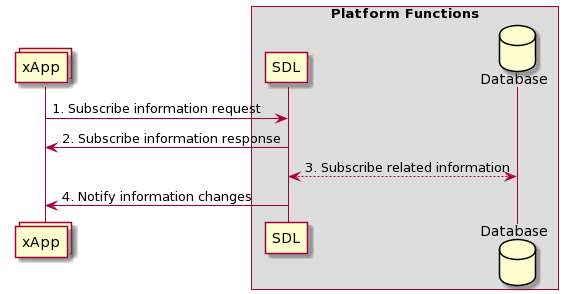 Platform Functions
xApp
SDL
Database
1. Subscribe information request
2. Subscribe information response
3. Subscribe related information
4. Notify information changes
xApp
SDL
Database